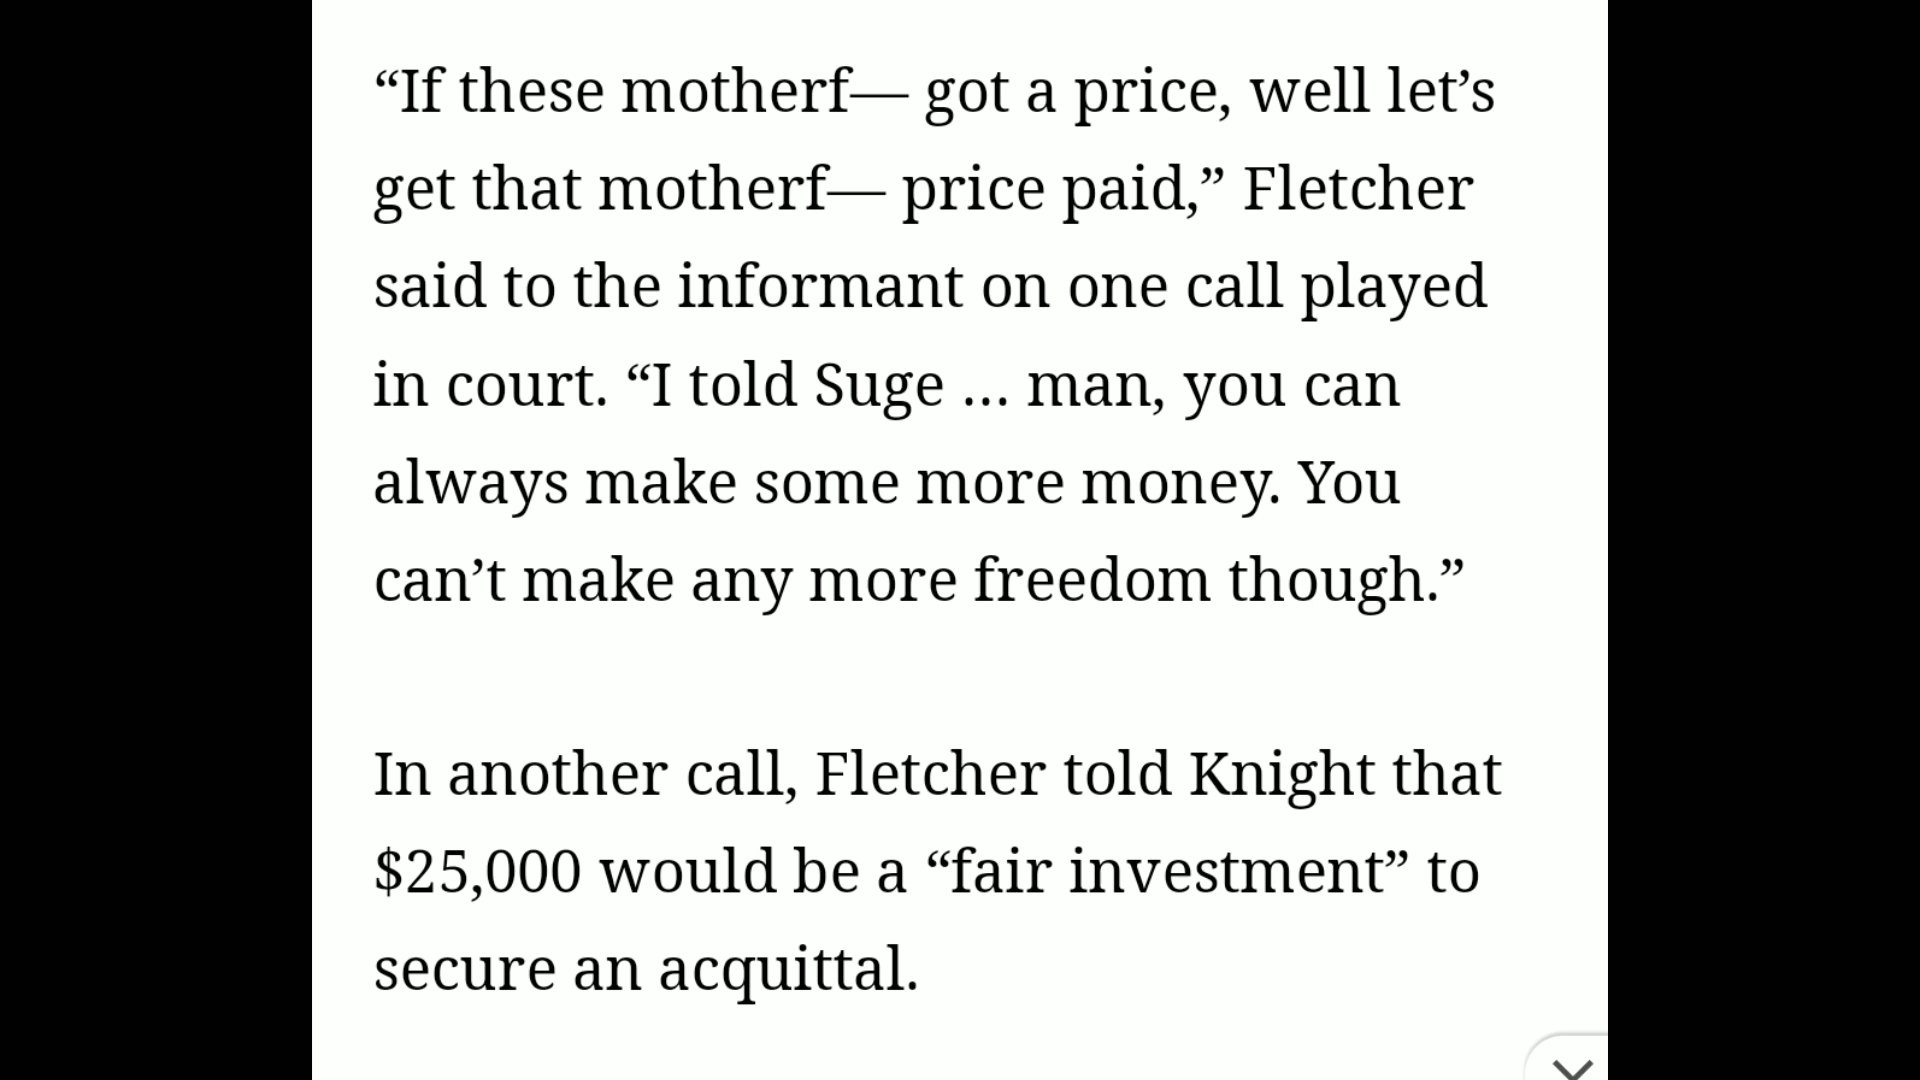 “If these motherf— got a price, well let’s
get that motherf— price paid,” Fletcher
said to the informant on one call played
in court. “I told Suge … man, you can
always make some more money. You
can’t make any more freedom though.”
In another call, Fletcher told Knight that
$25,000 would be a “fair investment” to
secure an acquittal.